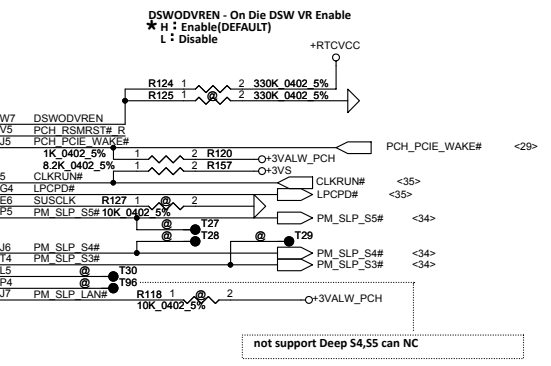 DSWODVREN - On Die DSW VR Enable
★ H : Enable(DEFAULT)
L : Disable
+RTCVCC
R124 1 2 330K_0402_5%
R125 1 @ 2 330K_0402_5%
W7 DSWODVREN
V5 PCH_RSMRST#_R
J5 PCH_PCIE_WAKE#
PCH_PCIE_WAKE# <29>
1K_0402_5% 1 2 R120 +3VALW_PCH
8.2K_0402_5% 1 2 R157 +3VS
5 CLKRUN#
CLKRUN# <35>
G4 LPCPD#
LPCPD# <35>
E6 SUSCLK R127 1 @ 2
P5 PM_SLP_S5# 10K_0402_5%
PM_SLP_S5# <34>
@ T27
@ T28
@ T29
J6 PM_SLP_S4#
PM_SLP_S4# <34>
T4 PM_SLP_S3#
PM_SLP_S3# <34>
L5 @ T30
P4 @ T96
J7 PM_SLP_LAN# R118 1 @ 2 +3VALW_PCH
10K_0402_5%
not support Deep S4,S5 can NC